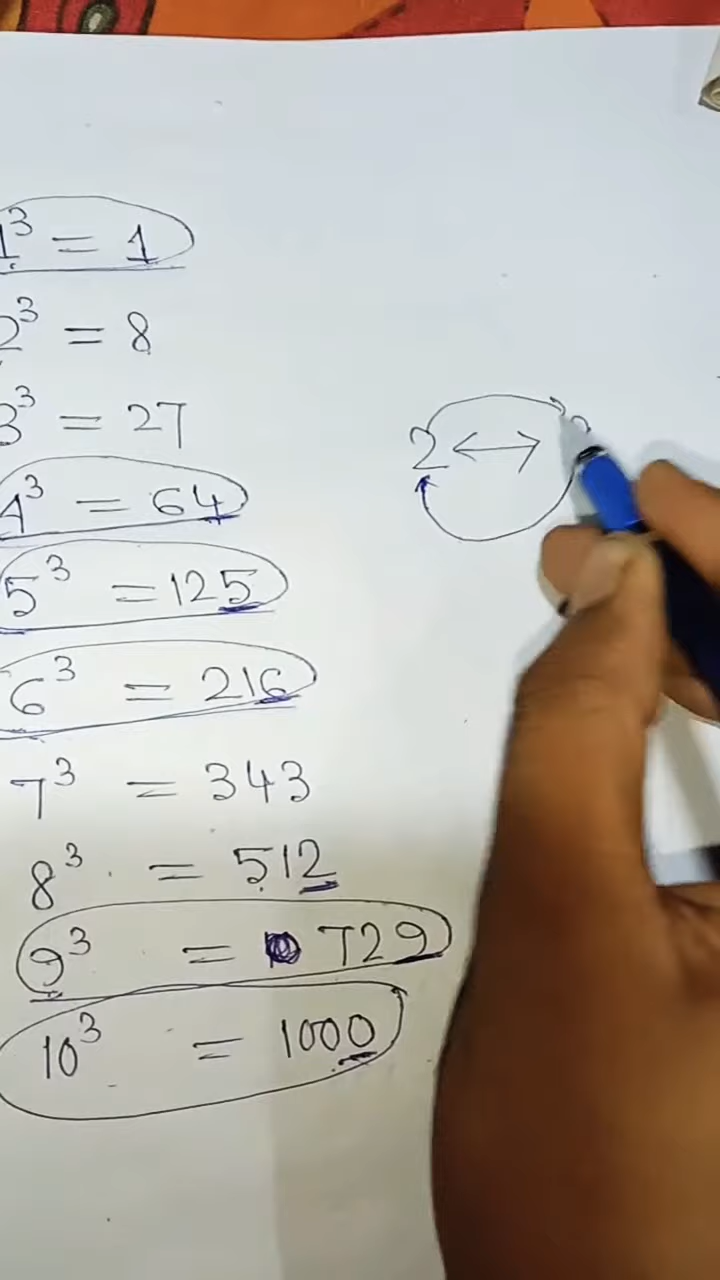 1³ = 1
2³ = 8
3³ = 27
4³ = 64
5³ = 125
6³ = 216
7³ = 343
8³ = 512
9³ = 729
10³ = 1000
2 ↔